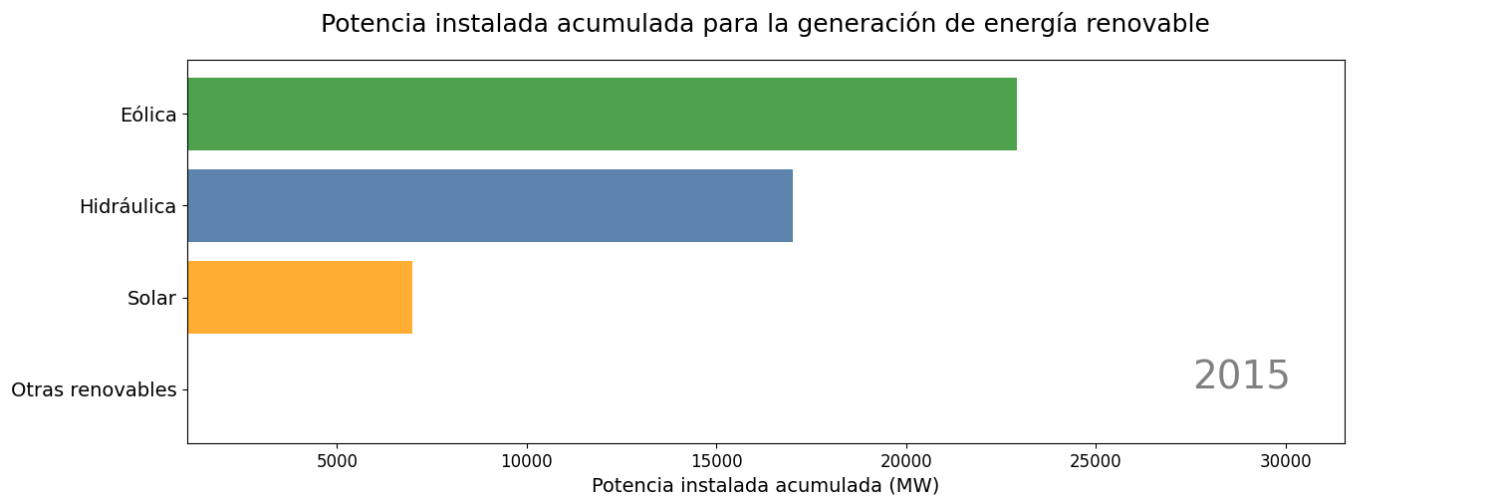 Potencia instalada acumulada para la generación de energía renovable
Eólica
Hidráulica
Solar
Otras renovables
2015
5000 10000 15000 20000 25000 30000
Potencia instalada acumulada (MW)